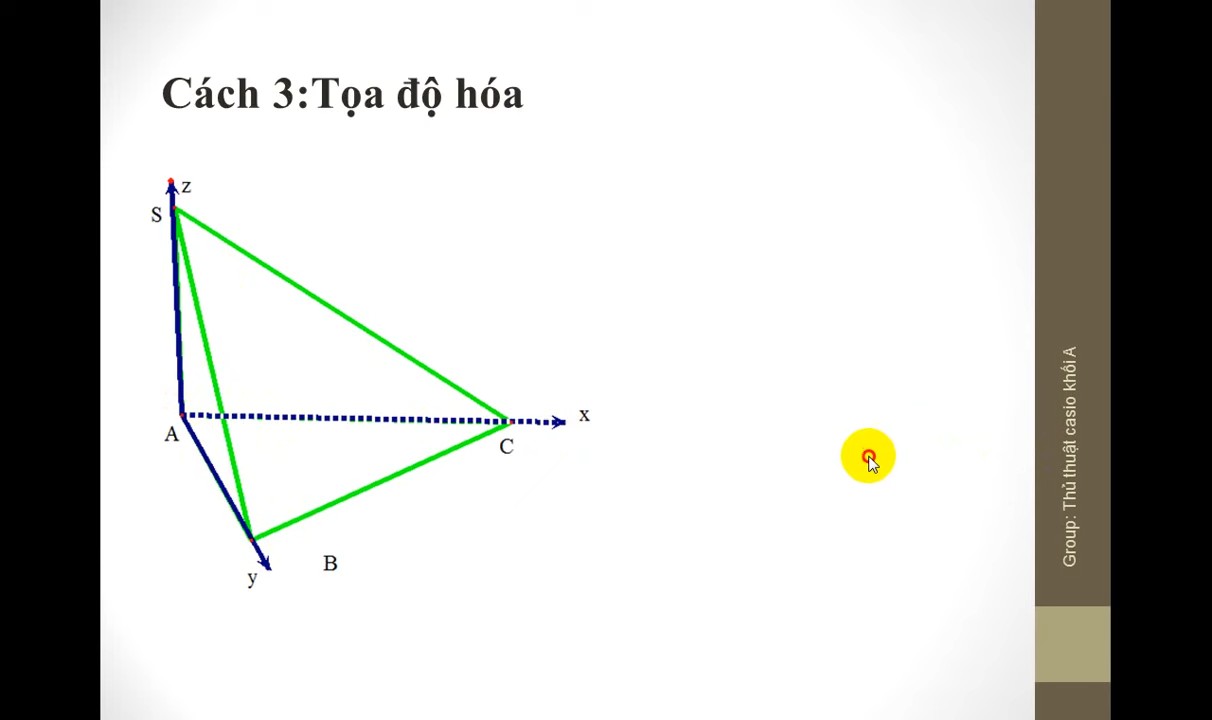 Cách 3:Tọa độ hóa
z
S
x
A
C
B
y
Group: Thủ thuật casio khối A